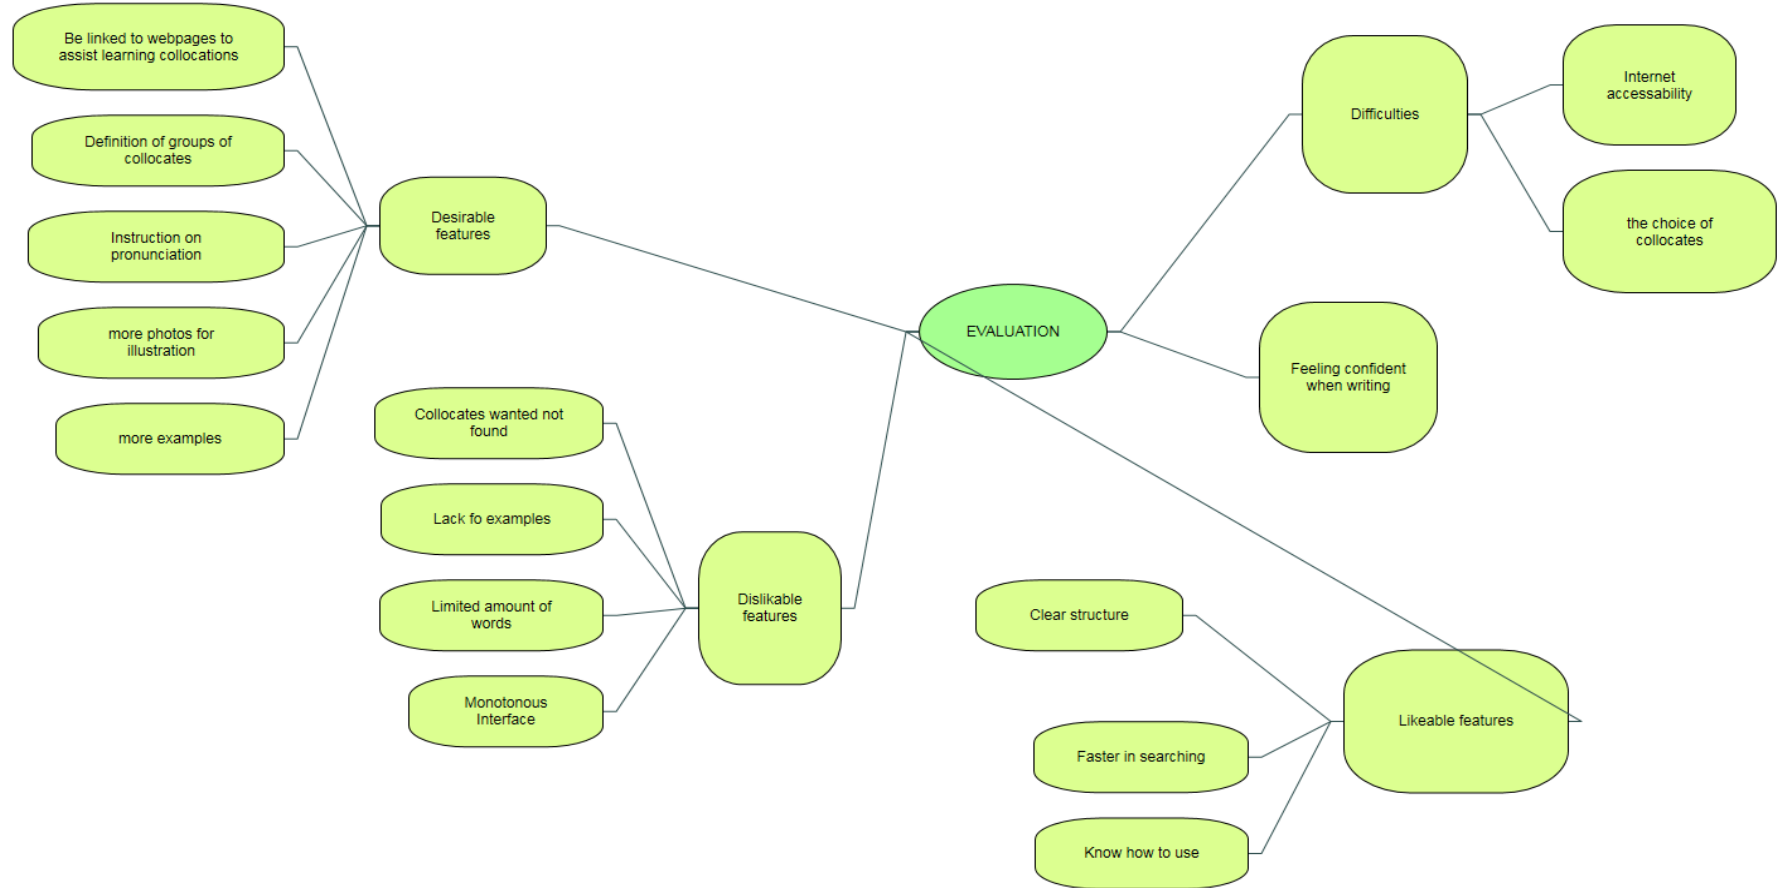 Be linked to webpages to
assist learning collocations
Definition of groups of
collocates
Instruction on
pronunciation
more photos for
illustration
more examples
Desirable
features
Collocates wanted not
found
Lack fo examples
Limited amount of
words
Monotonous
Interface
Dislikable
features
EVALUATION
Difficulties
Internet
accessability
the choice of
collocates
Feeling confident
when writing
Clear structure
Faster in searching
Know how to use
Likeable features